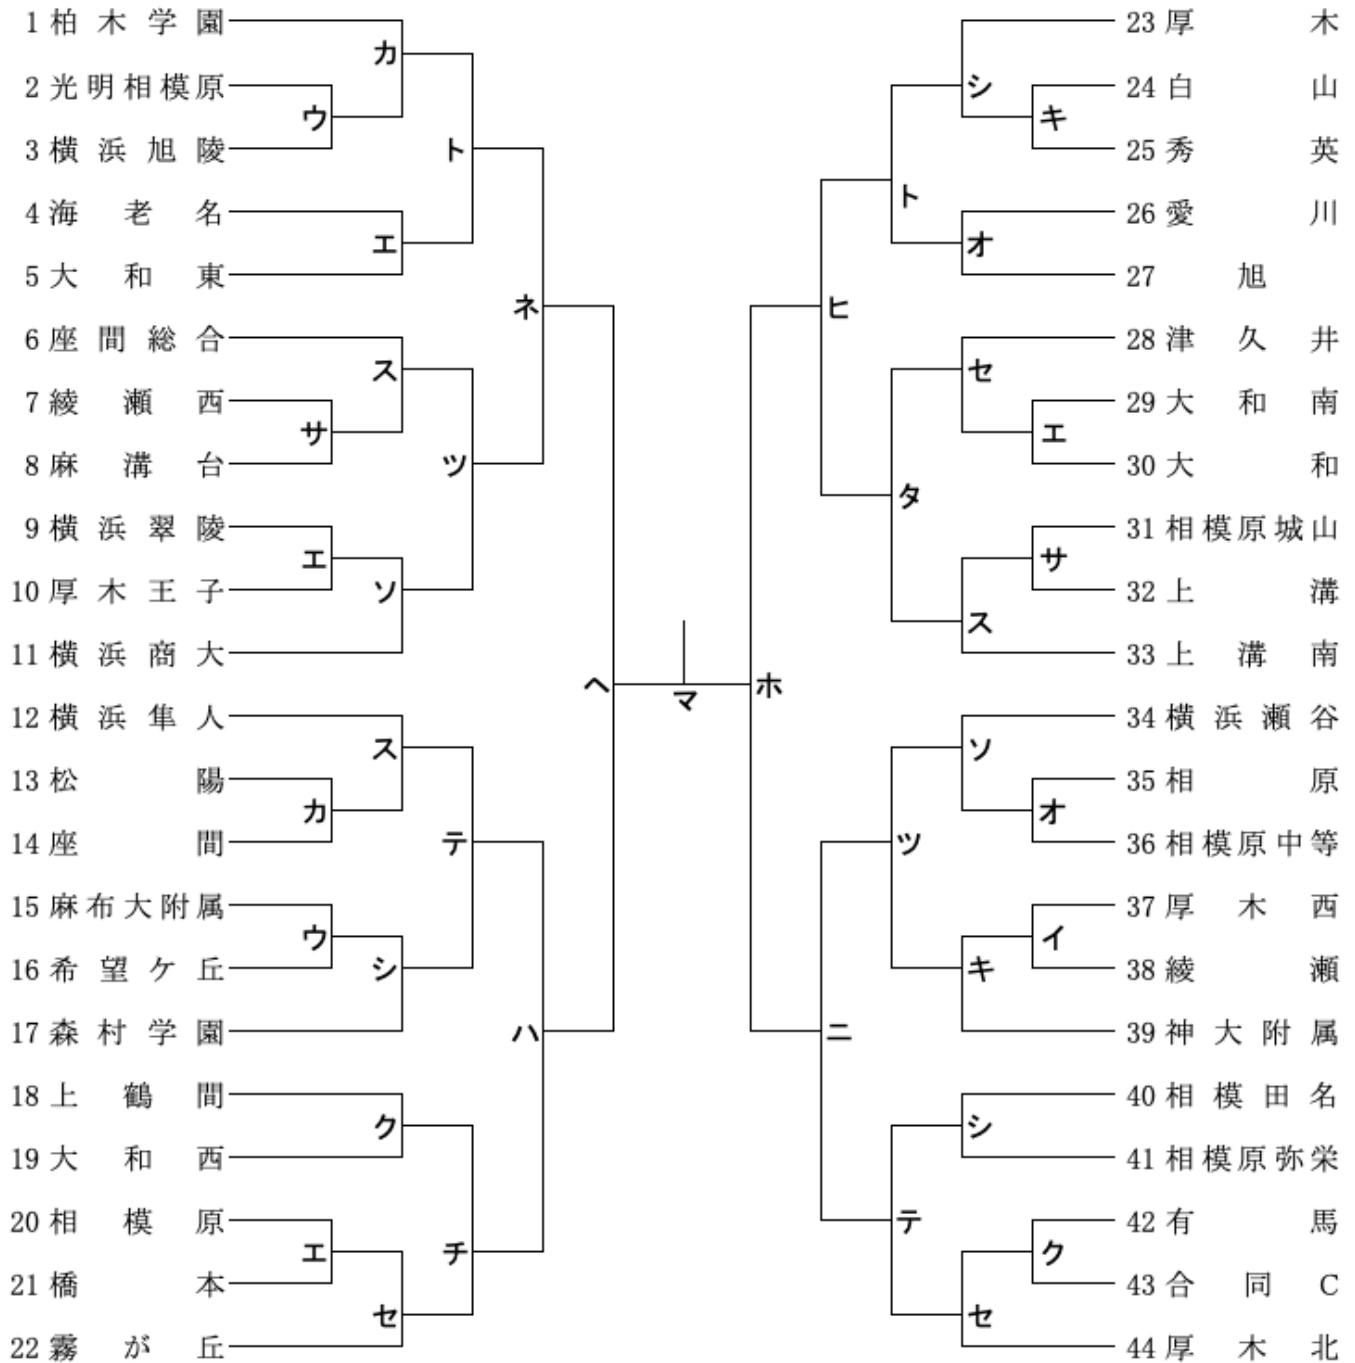 1 柏木学園
カ
2 光明相模原
ウ
3 横浜旭陵
ト
4 海老名
エ
5 大和東
ネ
6 座間総合
ス
7 綾瀬西
サ
8 麻溝台
ツ
9 横浜翠陵
エ
10 厚木王子
ソ
11 横浜商大
ヘ
12 横浜隼人
ス
13 松陽
カ
14 座間
テ
15 麻布大附属
ウ
16 希望ケ丘
シ
17 森村学園
ハ
18 上鶴間
ク
19 大和西
20 相模原
エ
21 橋本
チ
セ
22 霧が丘
マ
23 厚木
シ
24 白山
キ
25 秀英
ト
26 愛川
オ
27 旭
ヒ
28 津久井
セ
29 大和南
エ
30 大和
タ
31 相模原城山
サ
32 上溝
ス
33 上溝南
ホ
34 横浜瀬谷
ソ
35 相原
オ
36 相模原中等
ツ
37 厚木西
イ
38 綾瀬
キ
39 神大附属
ニ
40 相模田名
シ
41 相模原弥栄
テ
42 有馬
ク
43 合同C
セ
44 厚木北